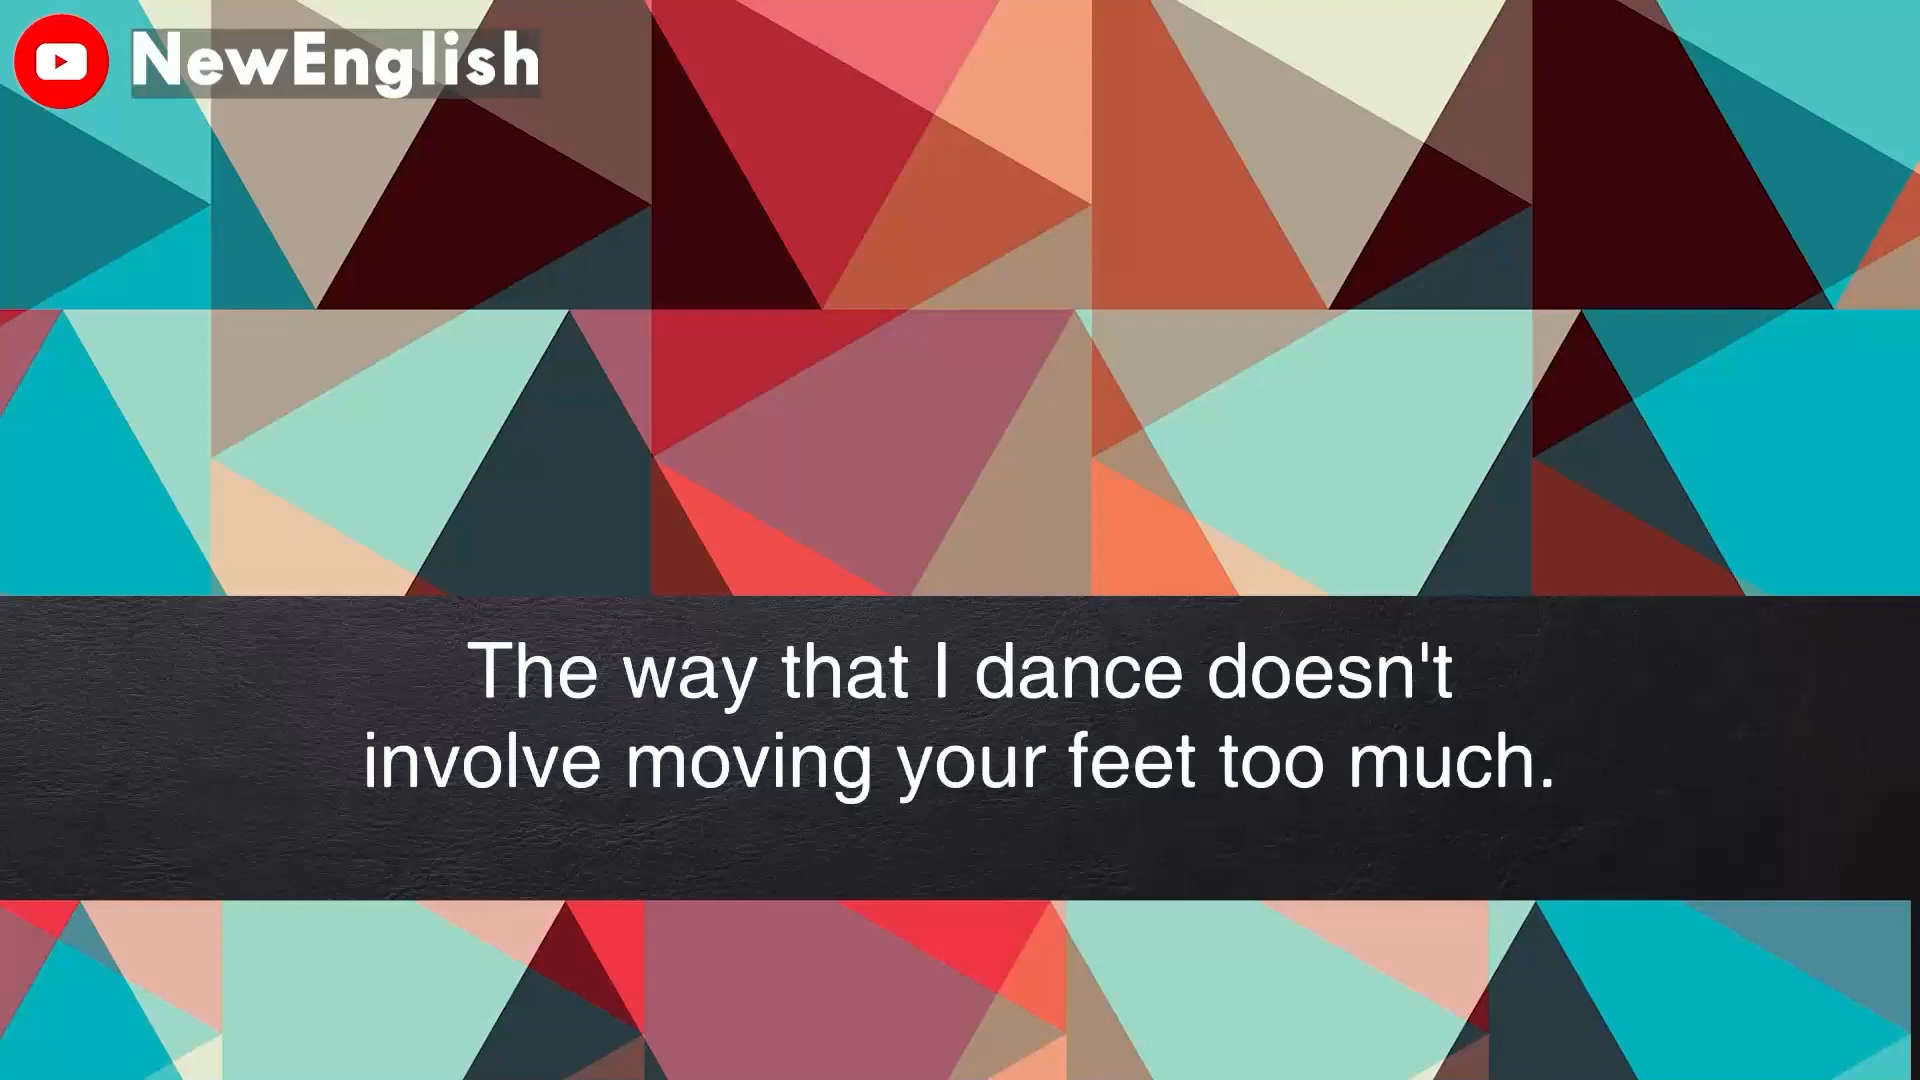 NewEnglish
The way that I dance doesn't
involve moving your feet too much.